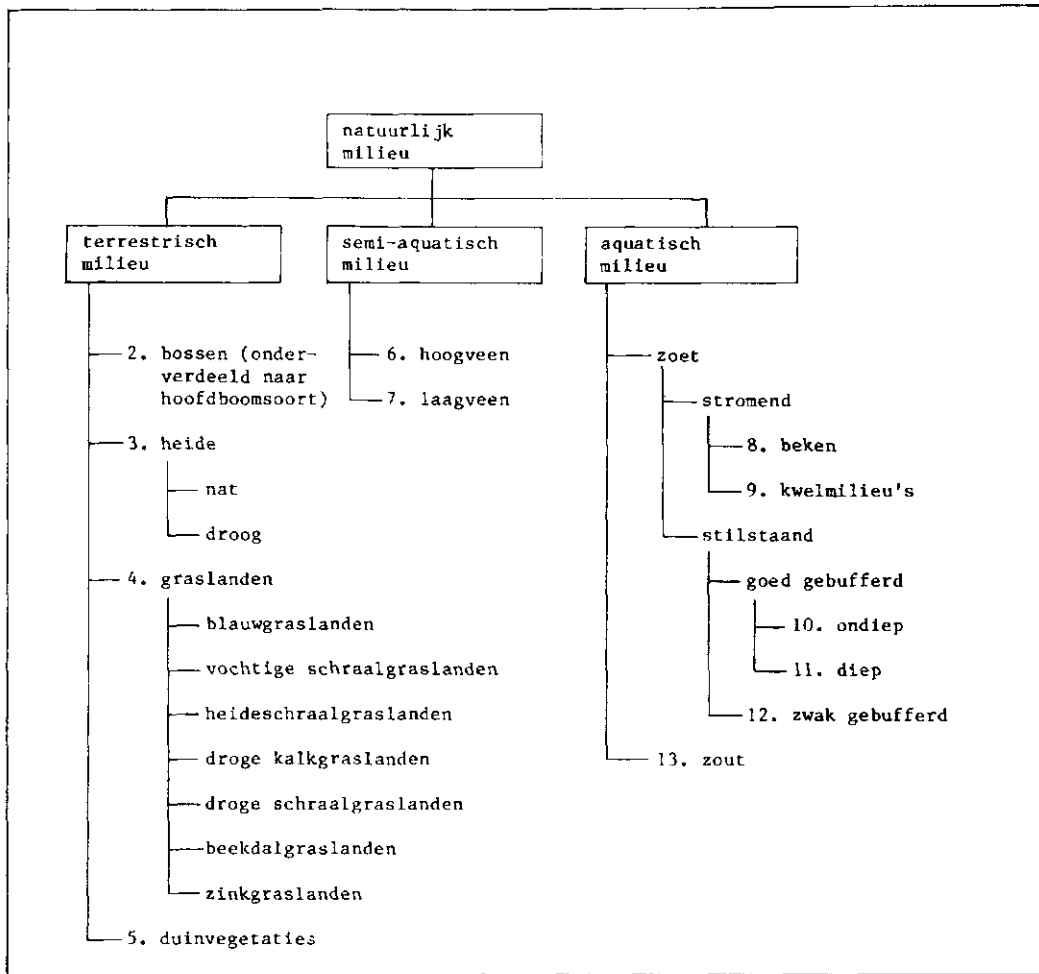 natuurlijk
milieu
terrestrisch
milieu
2. bossen (onder-
verdeeld naar
hoofdboomsoort)
3. heide
nat
droog
4. graslanden
blauwgraslanden
vochtige schraalgraslanden
heideschraalgraslanden
droge kalkgraslanden
droge schraalgraslanden
beekdalgraslanden
zinkgraslanden
5. duinvegetaties
semi-aquatisch
milieu
6. hoogveen
7. laagveen
aquatisch
milieu
zoet
stromend
8. beken
9. kwelmilieu's
stilstaand
goed gebufferd
10. ondiep
11. diep
12. zwak gebufferd
13. zout